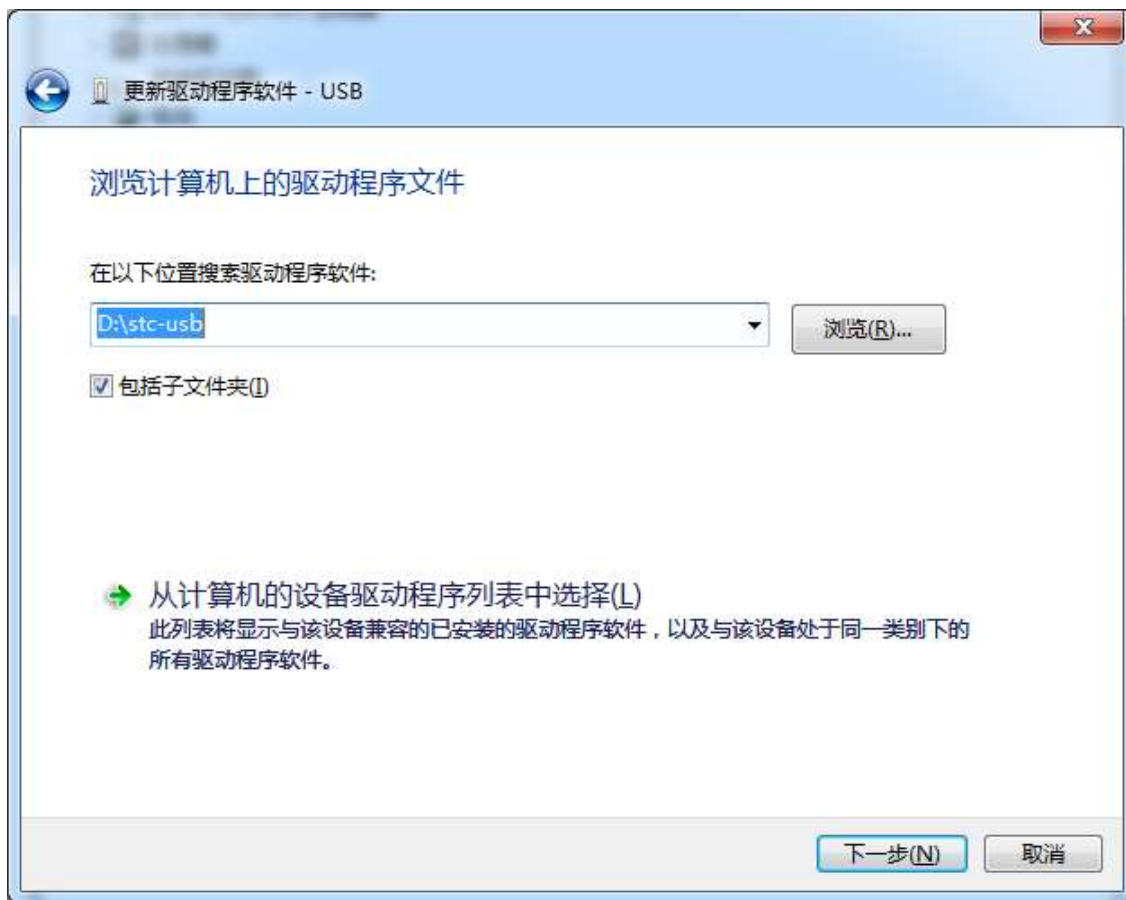 更新驱动程序软件 - USB
浏览计算机上的驱动程序文件
在以下位置搜索驱动程序软件:
D:\stc-usb
浏览(R)...
包括子文件夹(I)
从计算机的设备驱动程序列表中选择(L)
此列表将显示与该设备兼容的已安装的驱动程序软件，以及与该设备处于同一类别下的
所有驱动程序软件。
下一步(N)
取消